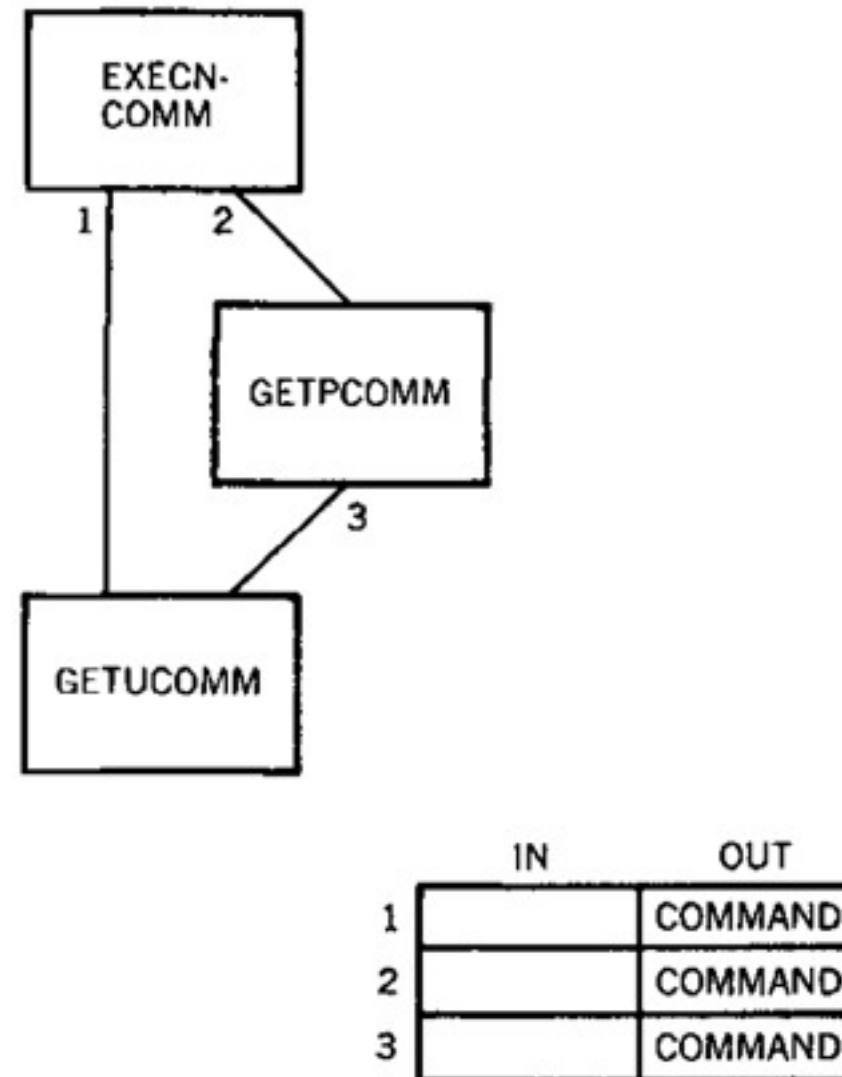 EXECN-
COMM
1 2
GETPCOMM
3
GETUCOMM
IN OUT
1 COMMAND
2 COMMAND
3 COMMAND